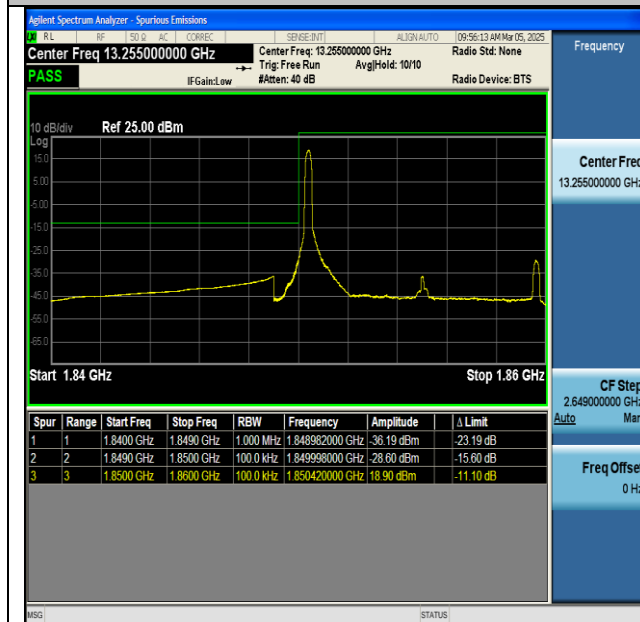 Agilent Spectrum Analyzer - Spurious Emissions
LXI RL RF 50 Ω AC CORREC SENSE:INT ALIGN AUTO 09:56:13 AM Mar 05, 2025
Center Freq 13.255000000 GHz
Center Freq: 13.255000000 GHz
Radio Std: None
Trig: Free Run Avg|Hold: 10/10
PASS
IFGain:Low
#Atten: 40 dB
Radio Device: BTS
10 dB/div Ref 25.00 dBm
Log
15.0
5.00
-5.00
-15.0
-25.0
-35.0
-45.0
-55.0
-65.0
Start 1.84 GHz Stop 1.86 GHz
Spur Range Start Freq Stop Freq RBW Frequency Amplitude Δ Limit
1 1 1.8400 GHz 1.8490 GHz 1.000 MHz 1.848982000 GHz -36.19 dBm -23.19 dB
2 2 1.8490 GHz 1.8500 GHz 100.0 kHz 1.849998000 GHz -28.60 dBm -15.60 dB
3 3 1.8500 GHz 1.8600 GHz 100.0 kHz 1.850420000 GHz 18.90 dBm -11.10 dB
MSG STATUS
Frequency
Center Freq
13.255000000 GHz
CF Step
2.649000000 GHz
Auto Man
Freq Offset
0 Hz